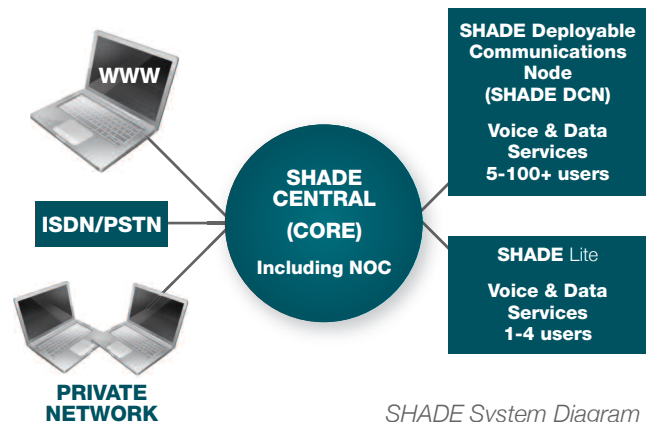 WWW
ISDN/PSTN
PRIVATE
NETWORK
SHADE
CENTRAL
(CORE)
Including NOC
SHADE Deployable
Communications
Node
(SHADE DCN)
Voice & Data
Services
5-100+ users
SHADE Lite
Voice & Data
Services
1-4 users
SHADE System Diagram